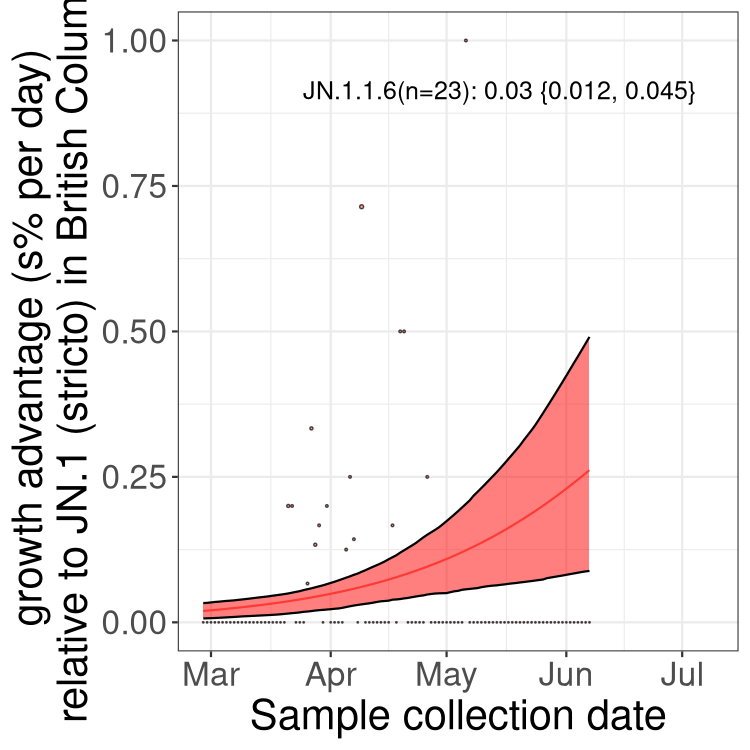 growth advantage (s% per day)
relative to JN.1 (stricto) in British Colum
1.00
0.75
0.50
0.25
0.00
JN.1.1.6(n=23): 0.03 {0.012, 0.045}
Mar Apr May Jun Jul
Sample collection date